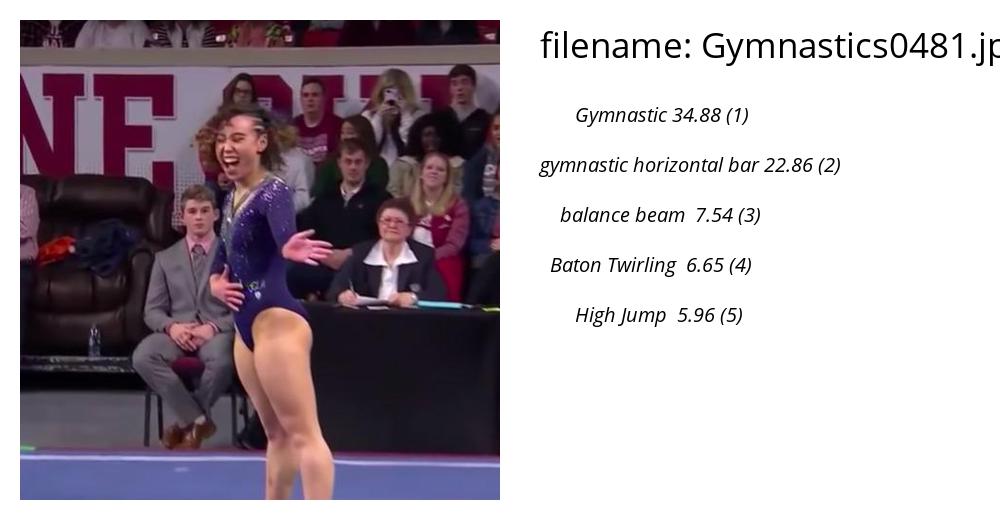 filename: Gymnastics0481.jp
Gymnastic 34.88 (1)
gymnastic horizontal bar 22.86 (2)
balance beam 7.54 (3)
Baton Twirling 6.65 (4)
High Jump 5.96 (5)
NE